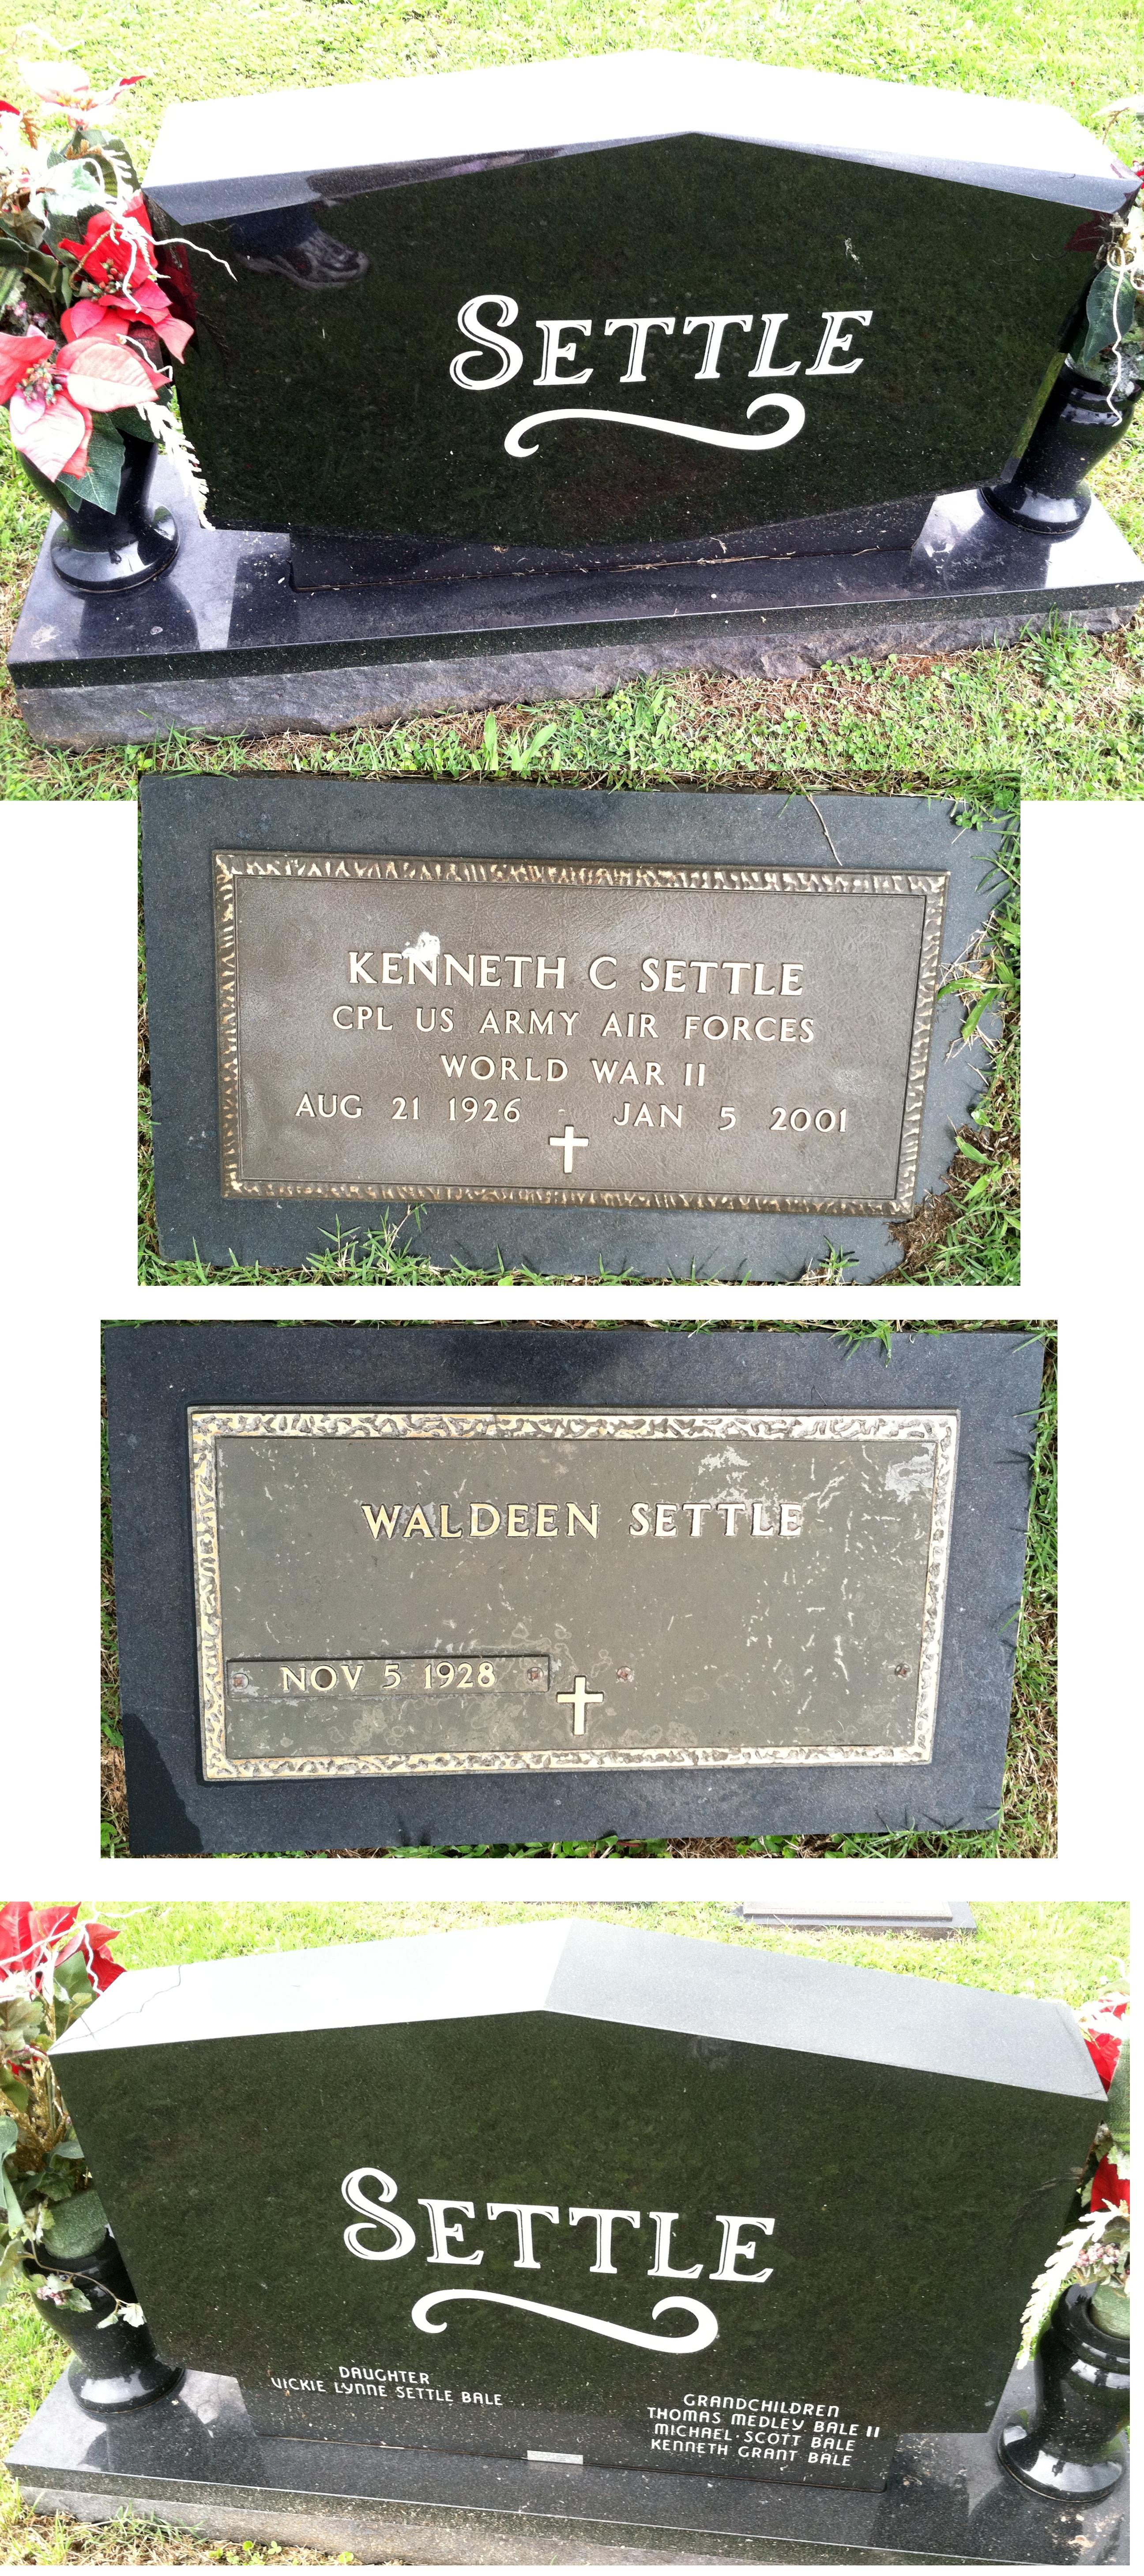 SETTLE
KENNETH C SETTLE
CPL US ARMY AIR FORCES
WORLD WAR II
AUG 21 1926 - JAN 5 2001
WALDEEN SETTLE
NOV 5 1928
SETTLE
DAUGHTER
VICKIE LYNNE SETTLE BALE
GRANDCHILDREN
THOMAS MEDLEY BALE II
MICHAEL SCOTT BALE
KENNETH GRANT BALE